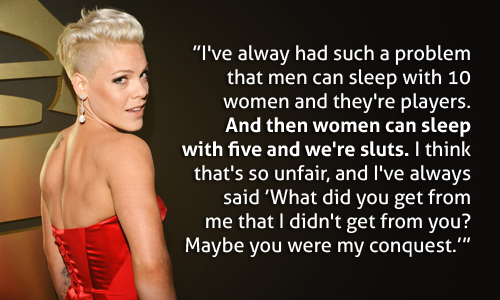 ”I've alway had such a problem
that men can sleep with 10
women and they're players.
And then women can sleep
with five and we're sluts. I think
that's so unfair, and I've always
said ‘What did you get from
me that I didn't get from you?
Maybe you were my conquest.’”